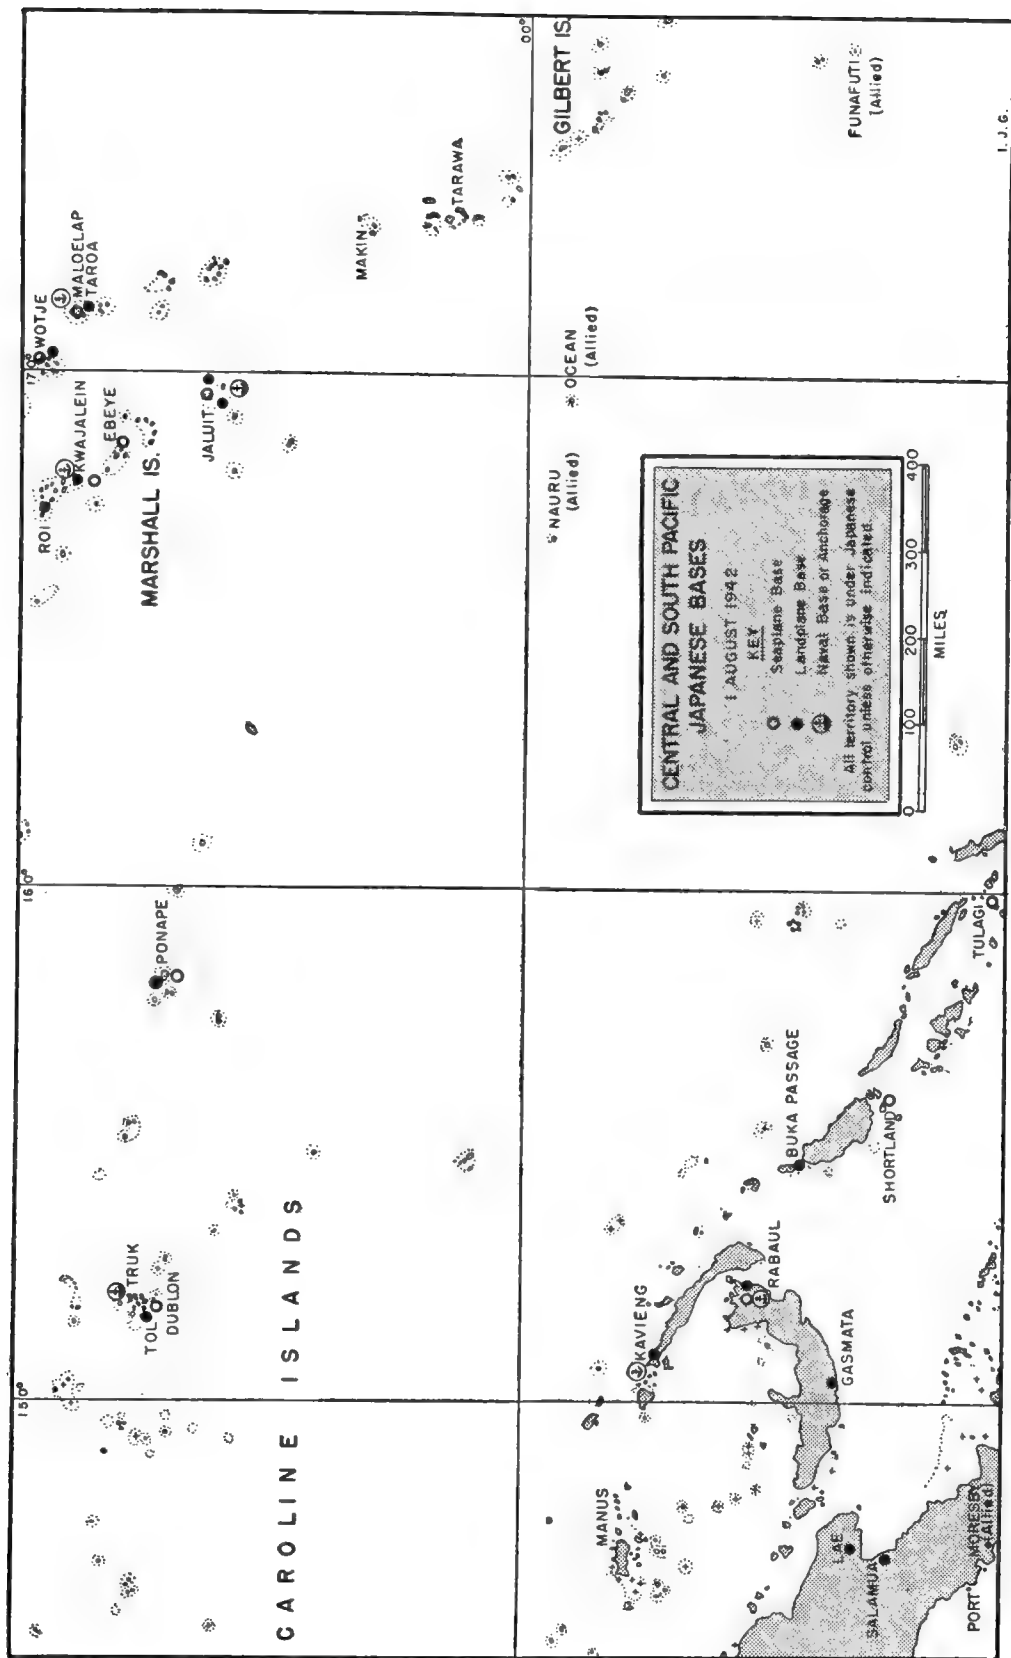 CENTRAL AND SOUTH PACIFIC
JAPANESE BASES
1 AUGUST 1942
KEY
Seaplane Base
Landplane Base
Naval Base or Anchorage
All territory shown is under Japanese
control unless otherwise indicated
0 100 200 300 400
MILES
150°
160°
170°
00°
CAROLINE ISLANDS
TRUK
TOL
DUBLON
PONAPE
MARSHALL IS.
ROI
KWAJALEIN
EBEYE
WOTJE
MALOELAP
TAROA
JALUIT
MAKIN
TARAWA
GILBERT IS.
NAURU
(Allied)
OCEAN
(Allied)
FUNAFUTI
(Allied)
MANUS
KAVIENG
RABAUL
GASMATA
BUKA PASSAGE
SHORTLAND
TULAGI
LAE
SALAMUA
PORT MORESBY
(Allied)
I. J. G.